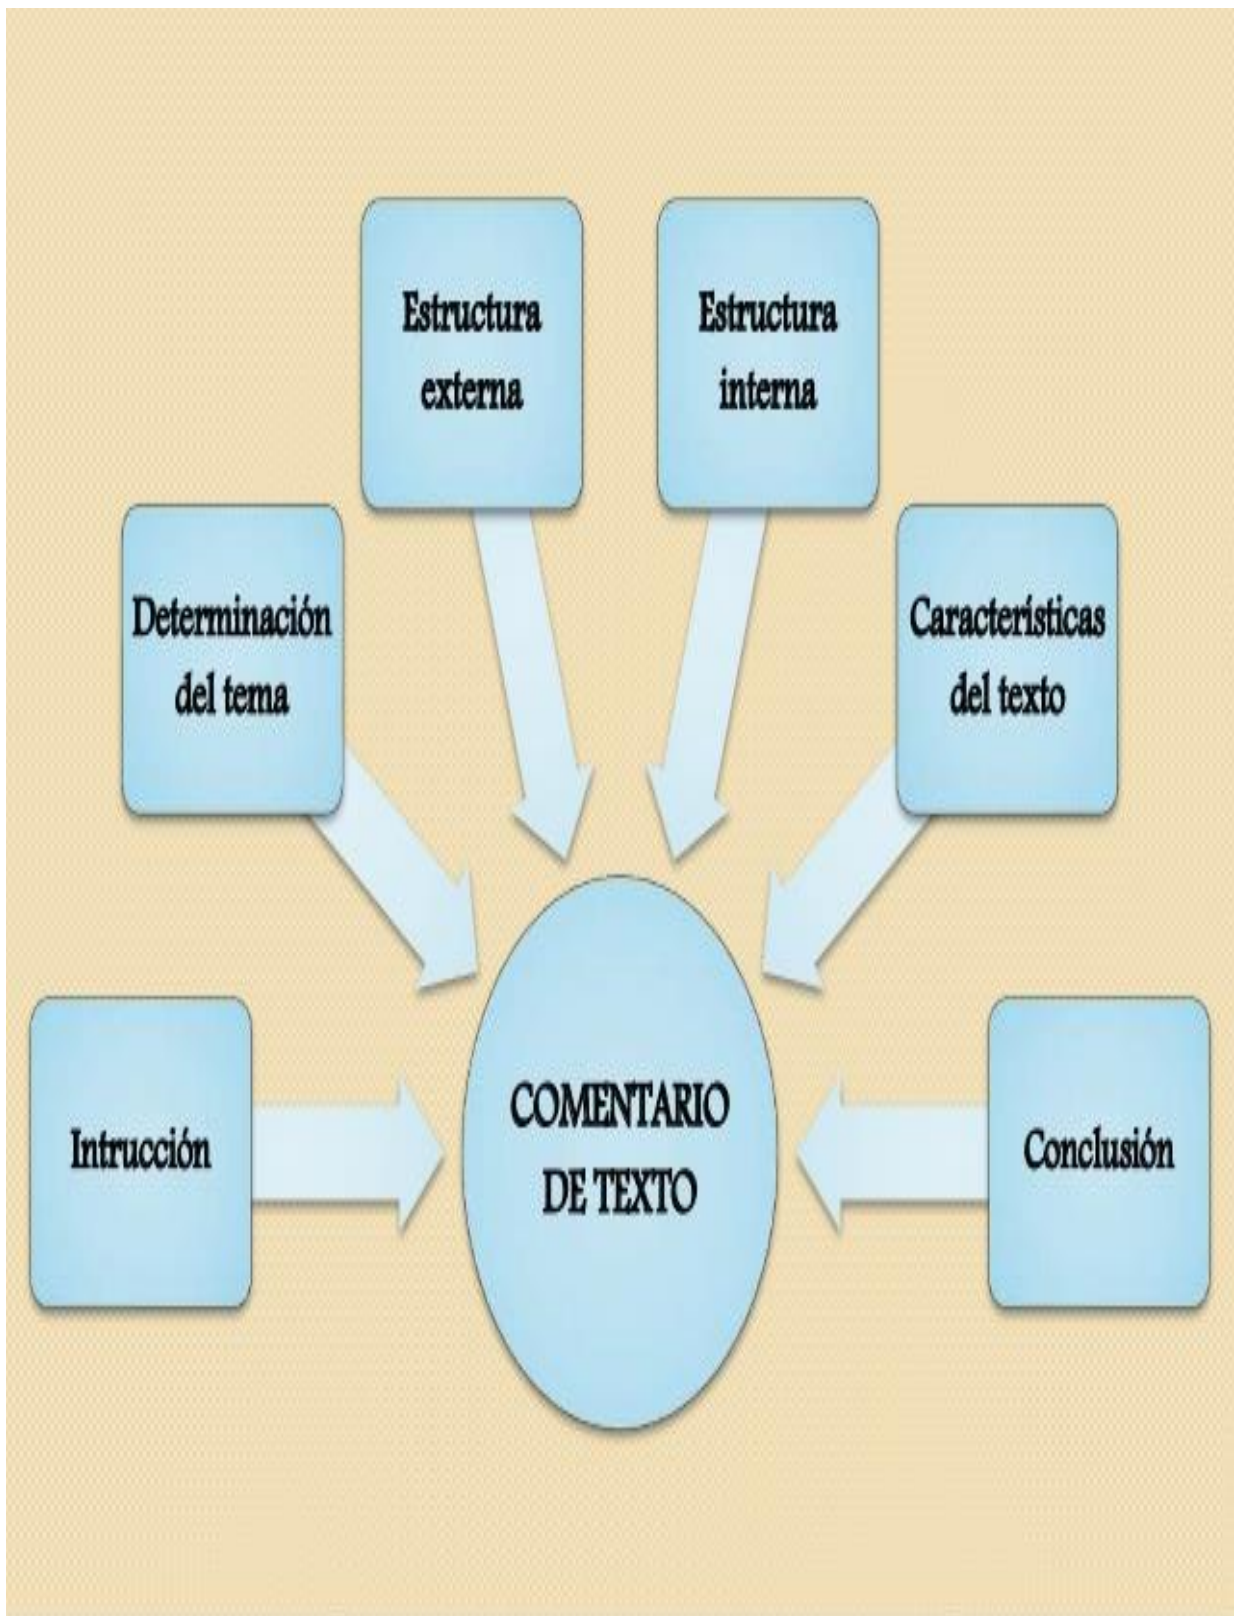 Estructura
externa
Estructura
interna
Determinación
del tema
Características
del texto
Intrucción
COMENTARIO
DE TEXTO
Conclusión